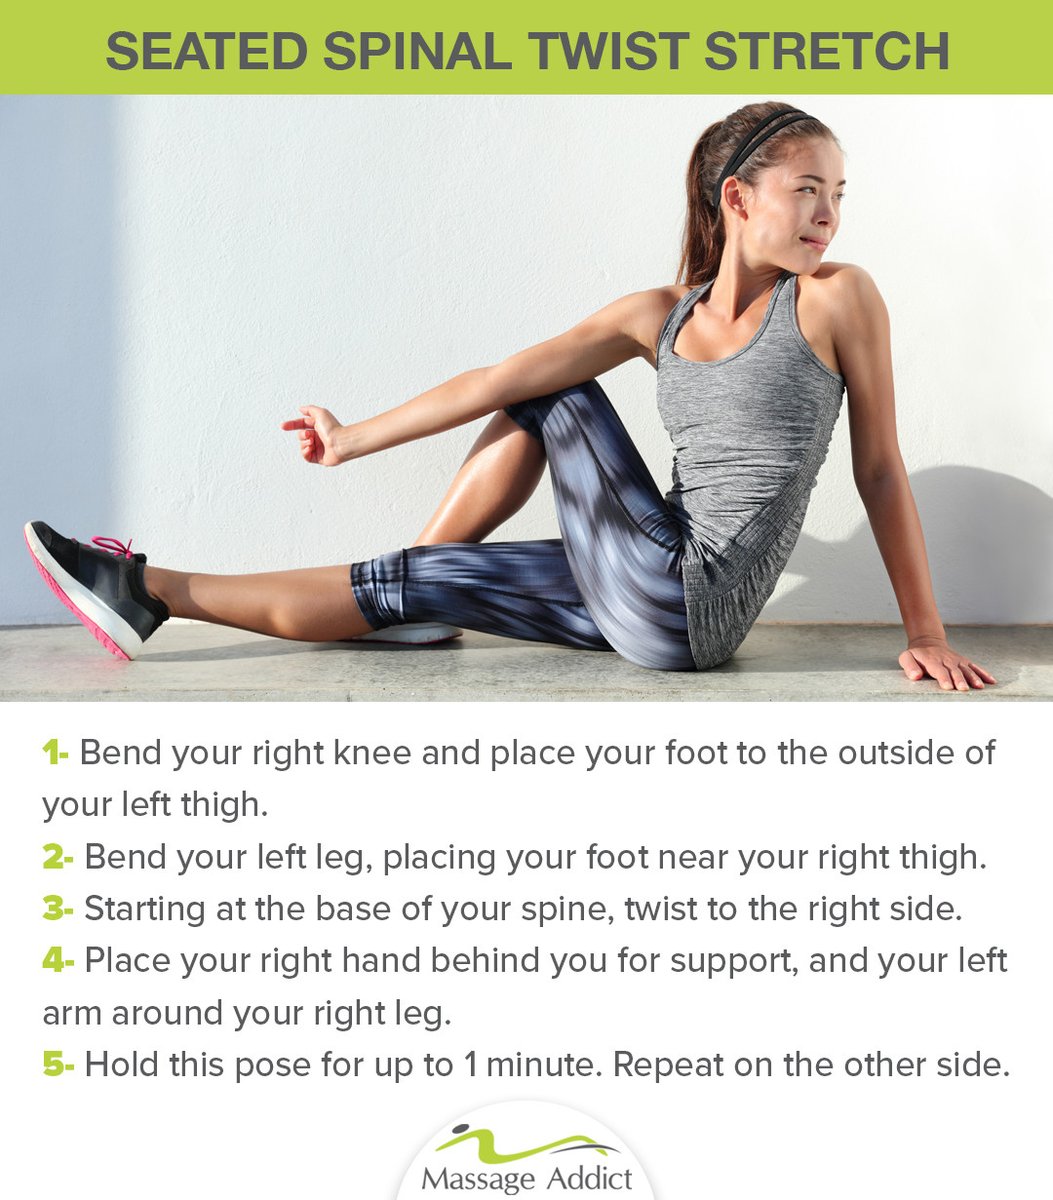 SEATED SPINAL TWIST STRETCH
1- Bend your right knee and place your foot to the outside of
your left thigh.
2- Bend your left leg, placing your foot near your right thigh.
3- Starting at the base of your spine, twist to the right side.
4- Place your right hand behind you for support, and your left
arm around your right leg.
5- Hold this pose for up to 1 minute. Repeat on the other side.
Massage Addict